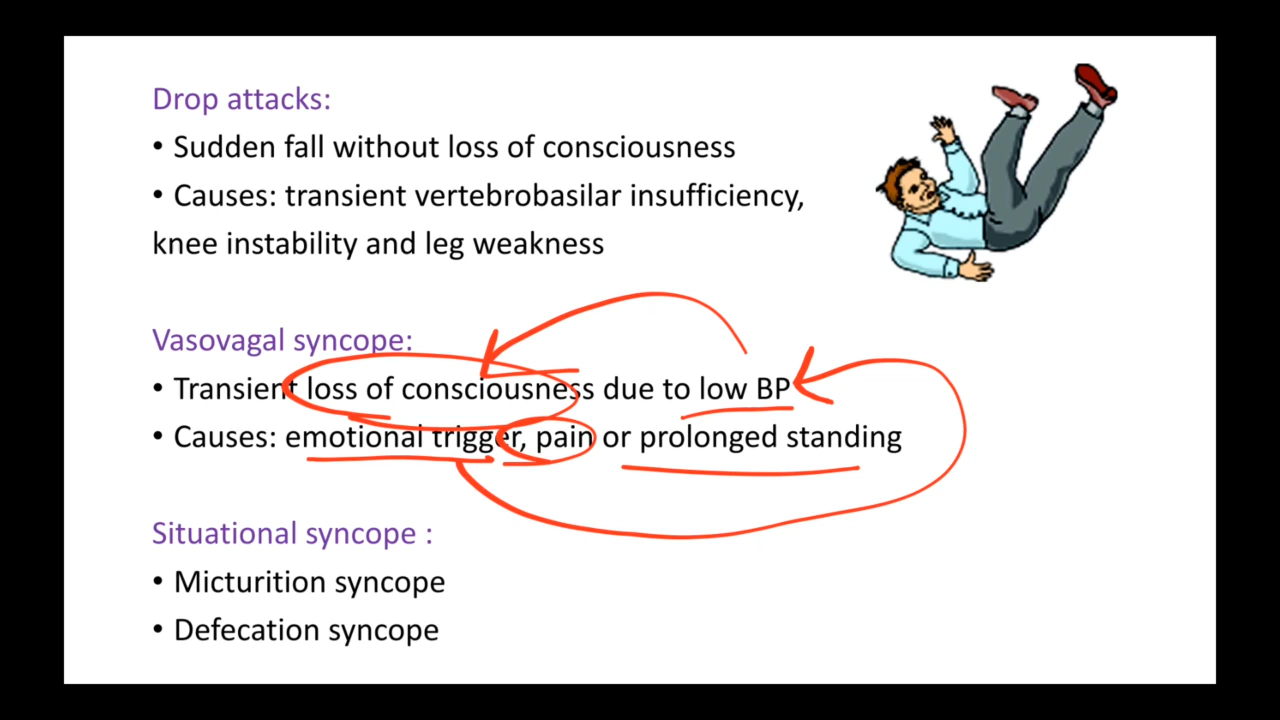 Drop attacks:
• Sudden fall without loss of consciousness
• Causes: transient vertebrobasilar insufficiency,
knee instability and leg weakness
Vasovagal syncope:
• Transient loss of consciousness due to low BP
• Causes: emotional trigger, pain or prolonged standing
Situational syncope :
• Micturition syncope
• Defecation syncope